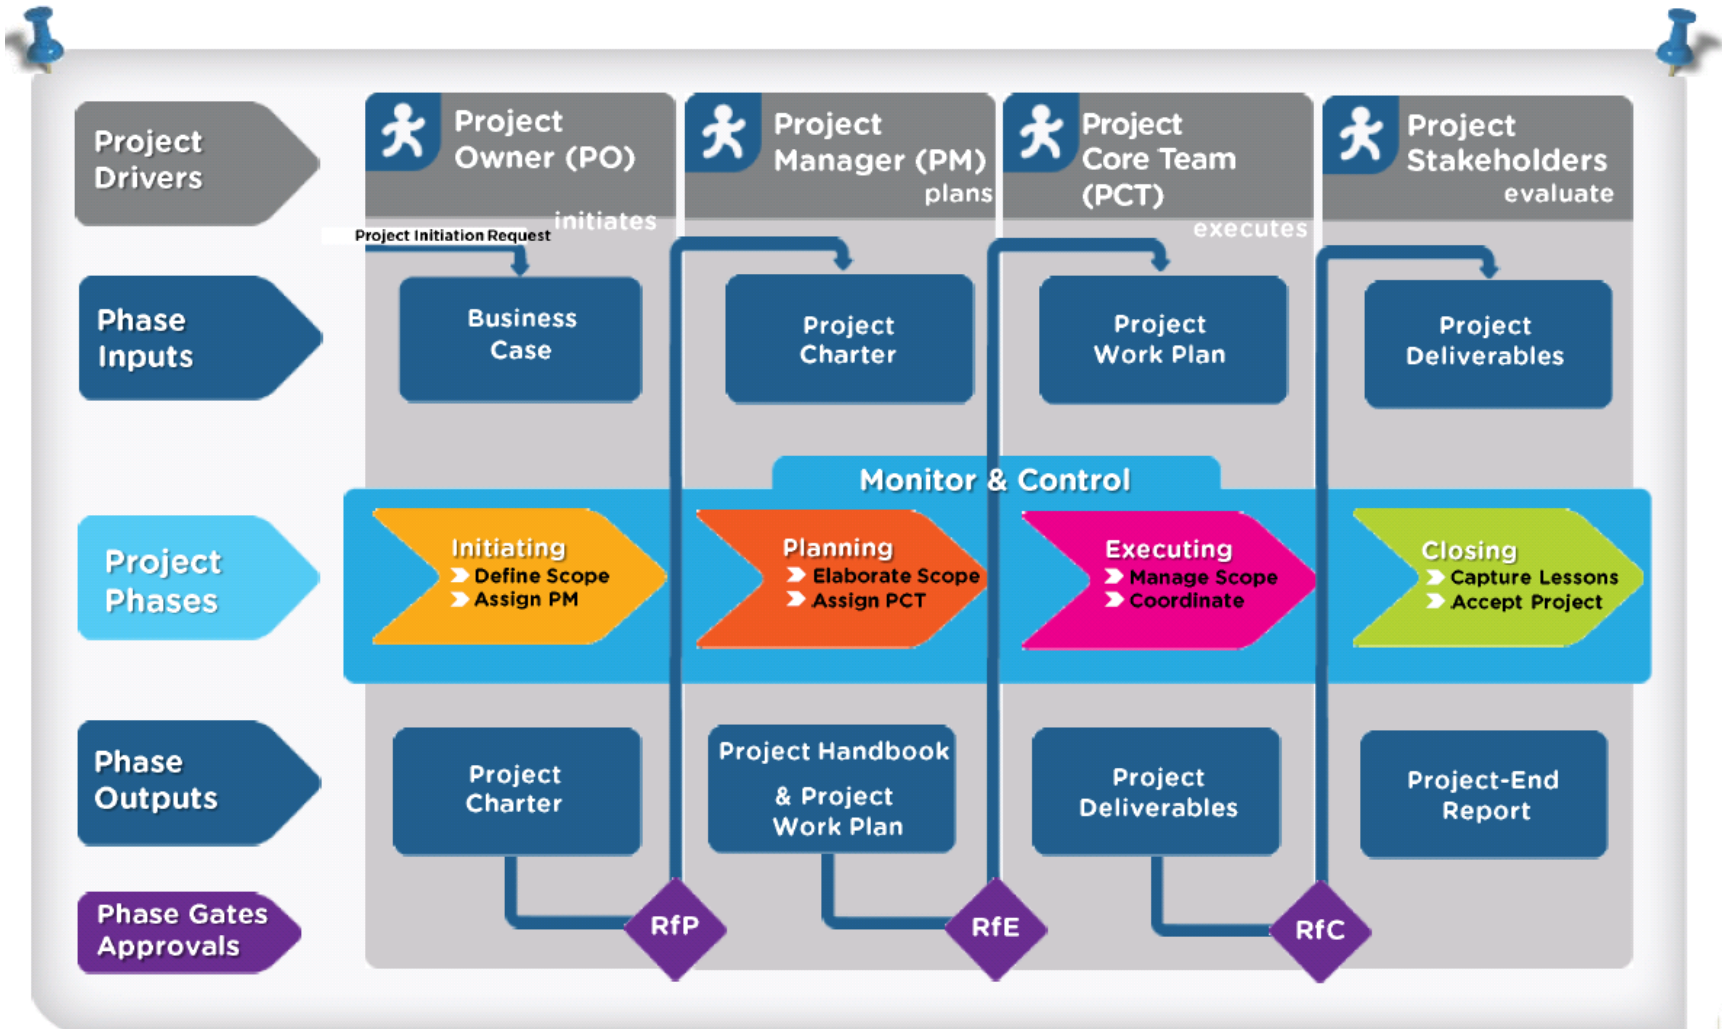 Project
Drivers
Project
Owner (PO)
initiates
Project
Manager (PM)
plans
Project
Core Team
(PCT)
executes
Project
Stakeholders
evaluate
Project Initiation Request
Phase
Inputs
Business
Case
Project
Charter
Project
Work Plan
Project
Deliverables
Monitor & Control
Project
Phases
Initiating
Define Scope
Assign PM
Planning
Elaborate Scope
Assign PCT
Executing
Manage Scope
Coordinate
Closing
Capture Lessons
Accept Project
Phase
Outputs
Project
Charter
Project Handbook
& Project
Work Plan
Project
Deliverables
Project-End
Report
Phase Gates
Approvals
RfP
RfE
RfC